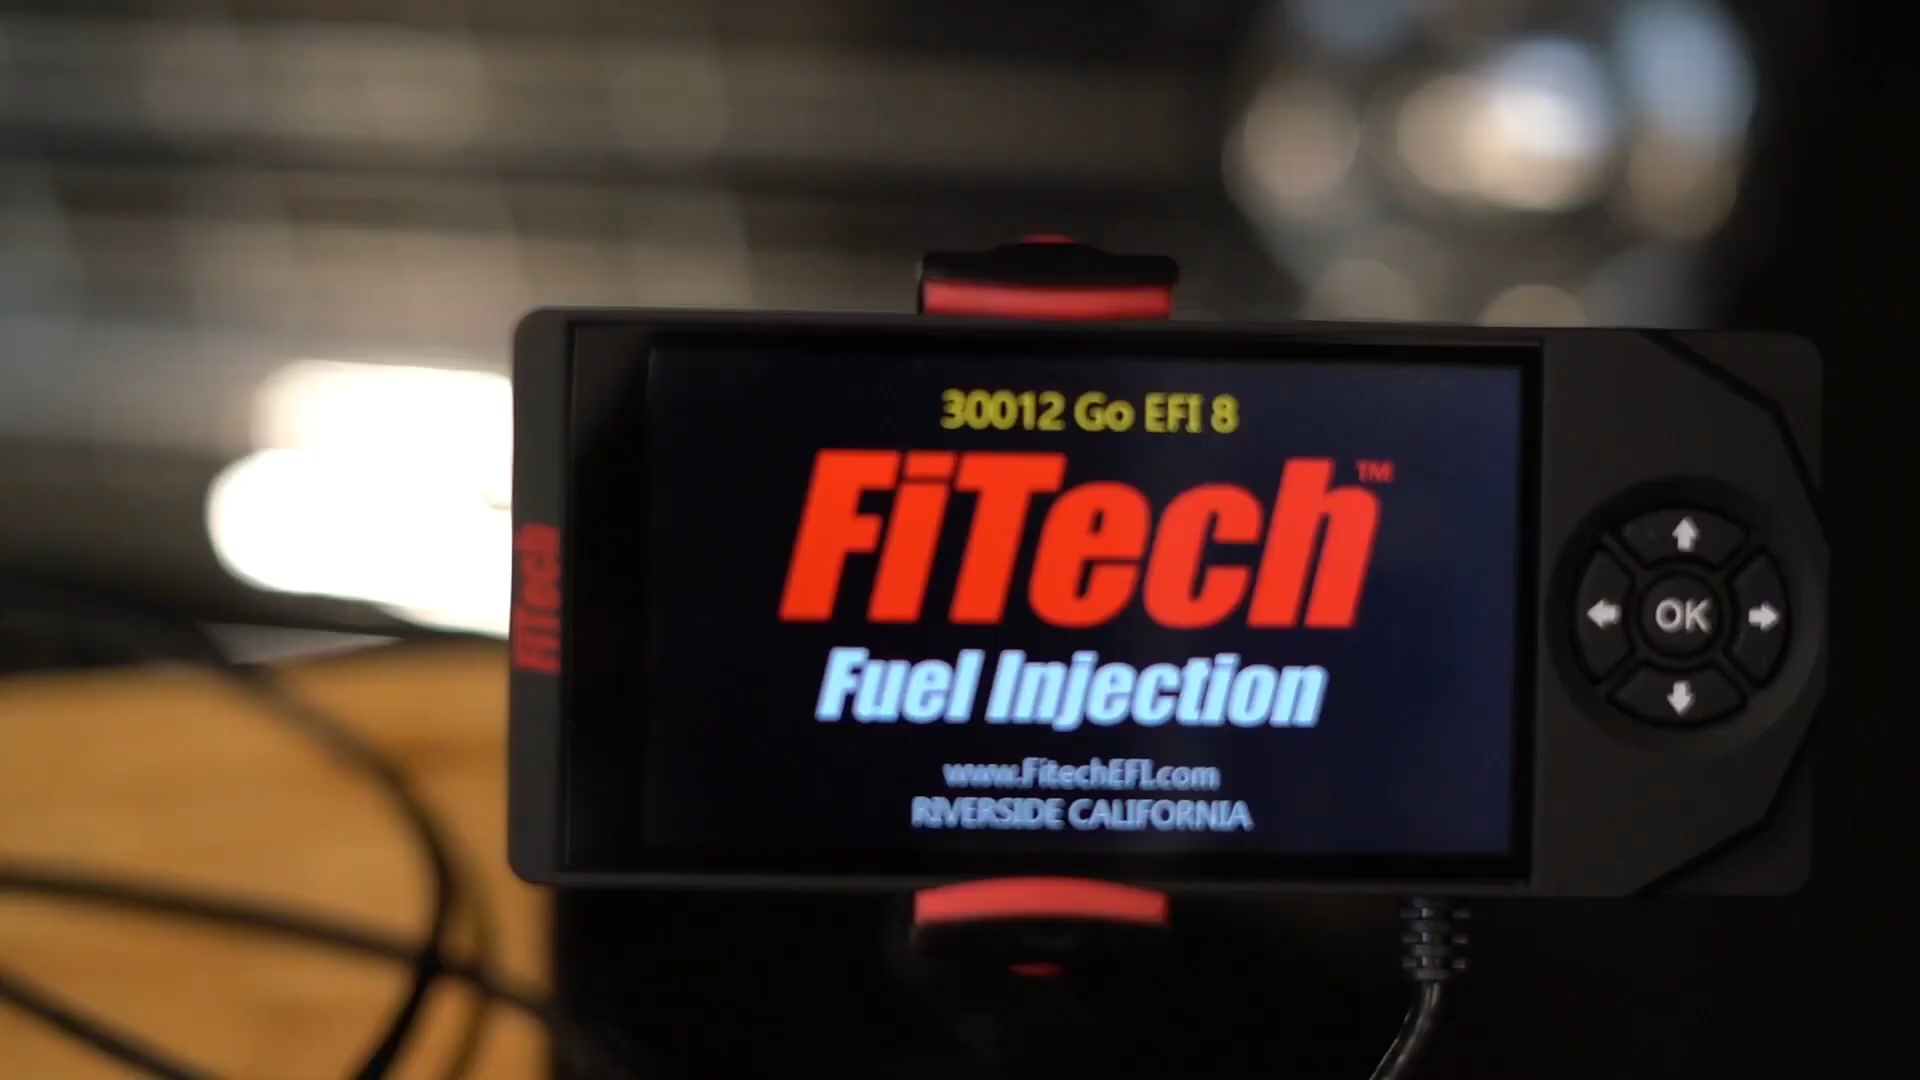 30012 Go EFI 8
FiTech™
Fuel Injection
www.FitechEFI.com
RIVERSIDE CALIFORNIA
FiTech
OK